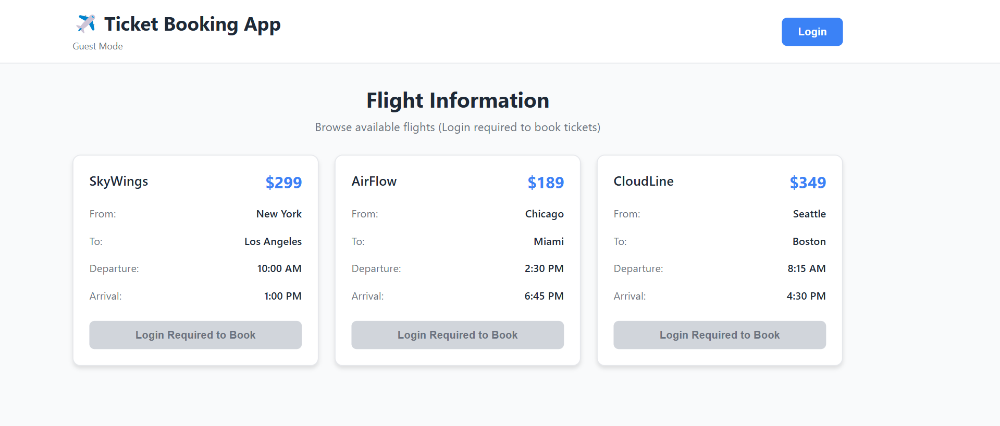 Ticket Booking App
Guest Mode
Login
Flight Information
Browse available flights (Login required to book tickets)
SkyWings $299
From: New York
To: Los Angeles
Departure: 10:00 AM
Arrival: 1:00 PM
Login Required to Book
AirFlow $189
From: Chicago
To: Miami
Departure: 2:30 PM
Arrival: 6:45 PM
Login Required to Book
CloudLine $349
From: Seattle
To: Boston
Departure: 8:15 AM
Arrival: 4:30 PM
Login Required to Book